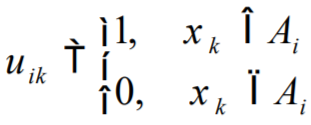 ì1, xₖ Î Aᵢ
uᵢₖ T̀ í
î0, xₖ Ï Aᵢ